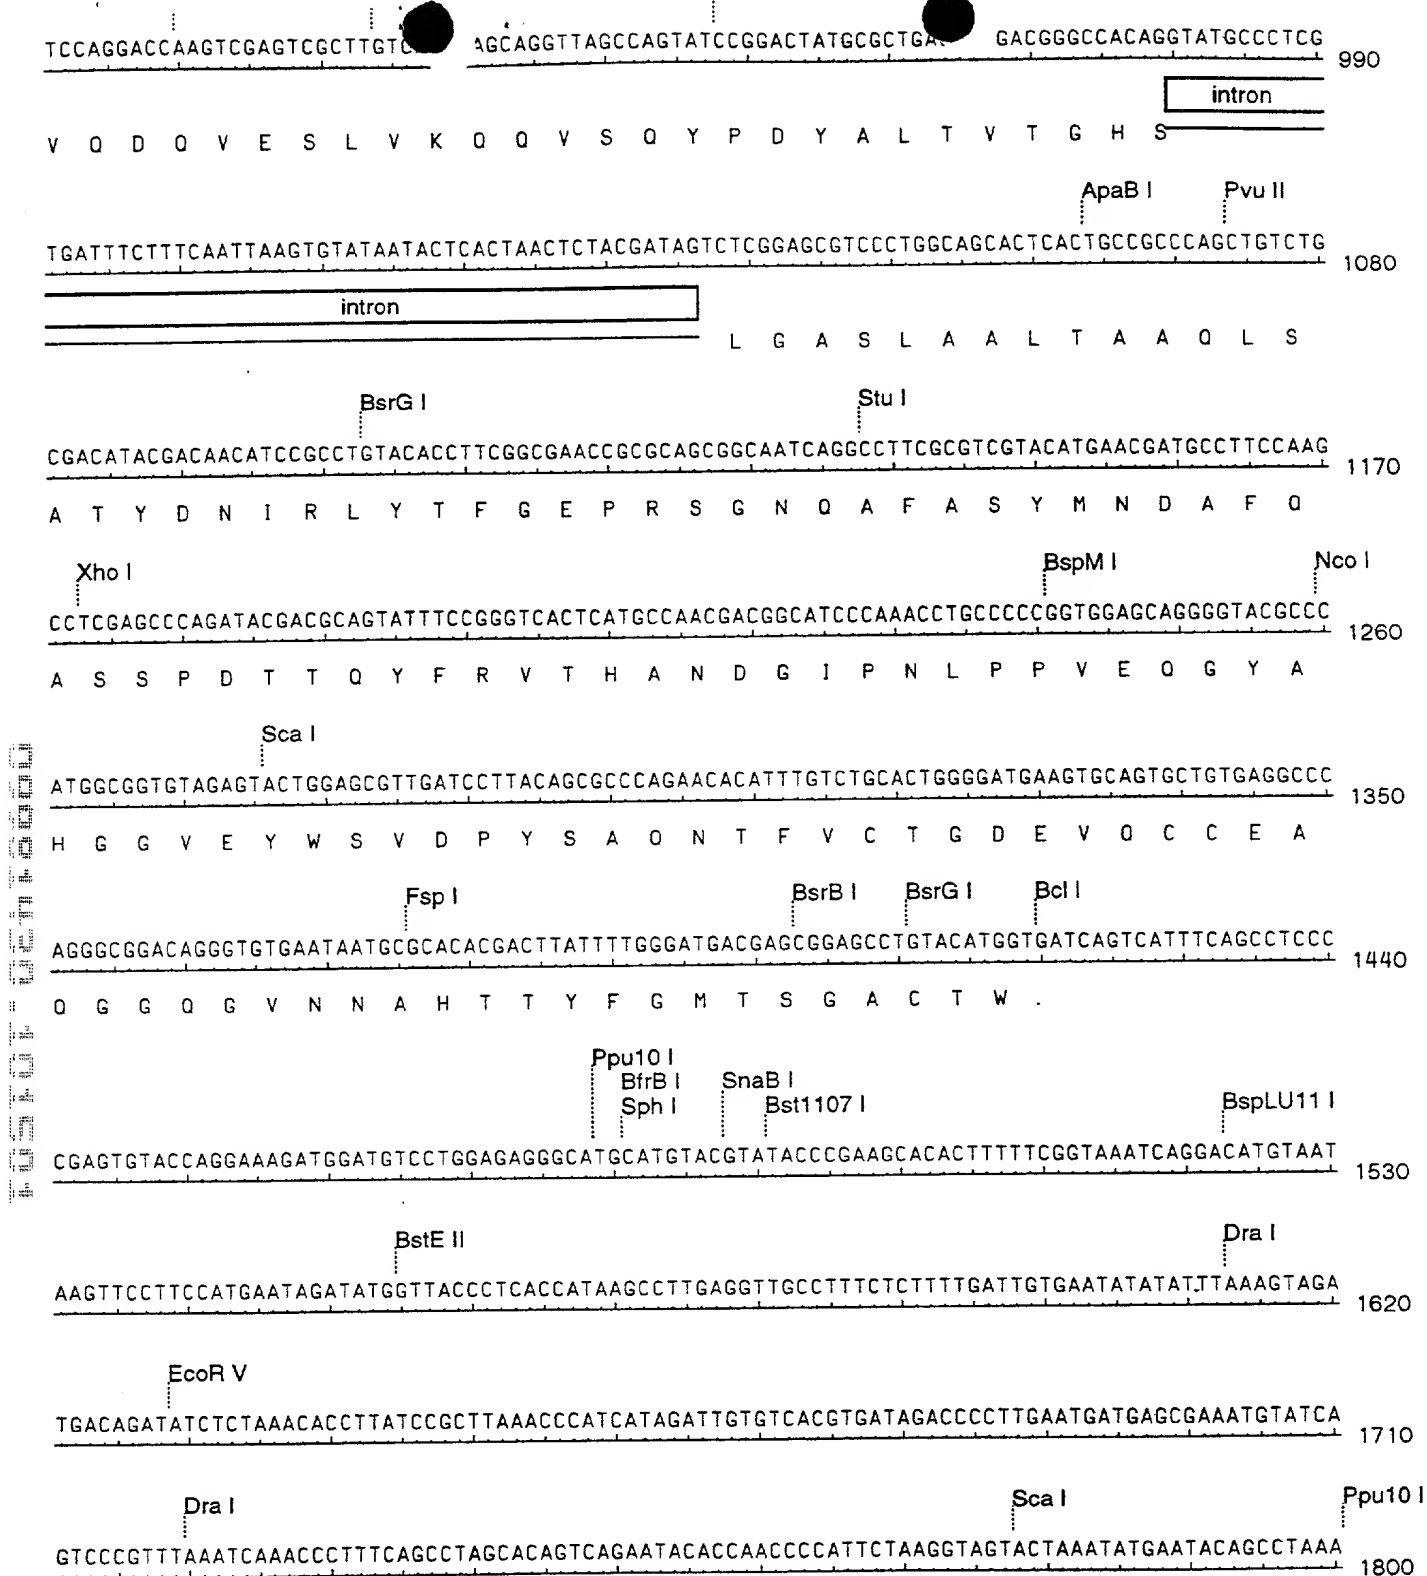 TCCAGGACCAAGTCGAGTCGCTTGTC AGCAGGTTAGCCAGTATCCGGACTATGCGCTGA GACGGGCCACAGGTATGCCCTCG 990
intron
V Q D Q V E S L V K Q Q V S Q Y P D Y A L T V T G H S
ApaB I Pvu II
TGATTTCTTTCAATTAAGTGTATAATACTCACTAACTCTACGATAGTCTCGGAGCGTCCCTGGCAGCACTCACTGCCGCCCAGCTGTCTG 1080
intron
L G A S L A A L T A A Q L S
BsrG I Stu I
CGACATACGACAACATCCGCCTGTACACCTTCGGCGAACCGCGCAGCGGCAATCAGGCCTTCGCGTCGTACATGAACGATGCCTTCCAAG 1170
A T Y D N I R L Y T F G E P R S G N Q A F A S Y M N D A F Q
Xho I BspM I Nco I
CCTCGAGCCCAGATACGACGCAGTATTTCCGGGTCACTCATGCCAACGACGGCATCCCAAACCTGCCCCCGGTGGAGCAGGGGTACGCCC 1260
A S S P D T T Q Y F R V T H A N D G I P N L P P V E Q G Y A
Sca I
ATGGCGGTGTAGAGTACTGGAGCGTTGATCCTTACAGCGCCCAGAACACATTTGTCTGCACTGGGGATGAAGTGCAGTGCTGTGAGGCCC 1350
H G G V E Y W S V D P Y S A Q N T F V C T G D E V Q C C E A
Fsp I BsrB I BsrG I Bcl I
AGGGCGGACAGGGTGTGAATAATGCGCACACGACTTATTTTGGGATGACGAGCGGAGCCTGTACATGGTGATCAGTCATTTCAGCCTCCC 1440
Q G G Q G V N N A H T T Y F G M T S G A C T W .
Ppu10 I
BfrB I SnaB I
Sph I Bst1107 I BspLU11 I
CGAGTGTACCAGGAAAGATGGATGTCCTGGAGAGGGCATGCATGTACGTATACCCGAAGCACACTTTTTCGGTAAATCAGGACATGTAAT 1530
BstE II Dra I
AAGTTCCTTCCATGAATAGATATGGTTACCCTCACCATAAGCCTTGAGGTTGCCTTTCTCTTTTGATTGTGAATATATATTTAAAGTAGA 1620
EcoR V
TGACAGATATCTCTAAACACCTTATCCGCTTAAACCCATCATAGATTGTGTCACGTGATAGACCCCTTGAATGATGAGCGAAATGTATCA 1710
Dra I Sca I Ppu10 I
GTCCCGTTTAAATCAAACCCTTTCAGCCTAGCACAGTCAGAATACACCAACCCCATTCTAAGGTAGTACTAAATATGAATACAGCCTAAA 1800